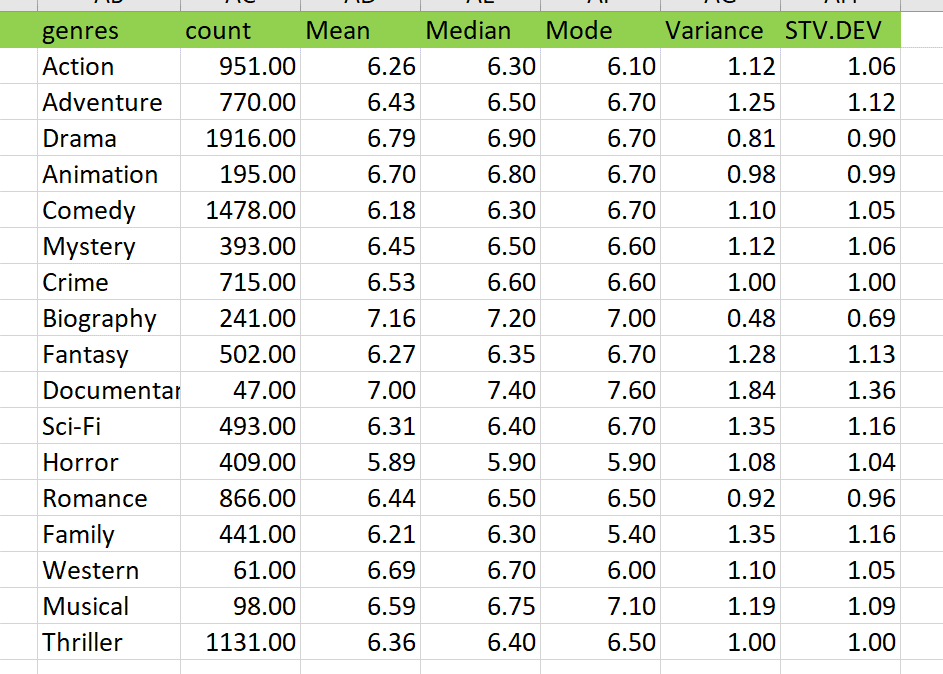 genres count Mean Median Mode Variance STV.DEV
Action 951.00 6.26 6.30 6.10 1.12 1.06
Adventure 770.00 6.43 6.50 6.70 1.25 1.12
Drama 1916.00 6.79 6.90 6.70 0.81 0.90
Animation 195.00 6.70 6.80 6.70 0.98 0.99
Comedy 1478.00 6.18 6.30 6.70 1.10 1.05
Mystery 393.00 6.45 6.50 6.60 1.12 1.06
Crime 715.00 6.53 6.60 6.60 1.00 1.00
Biography 241.00 7.16 7.20 7.00 0.48 0.69
Fantasy 502.00 6.27 6.35 6.70 1.28 1.13
Documentar 47.00 7.00 7.40 7.60 1.84 1.36
Sci-Fi 493.00 6.31 6.40 6.70 1.35 1.16
Horror 409.00 5.89 5.90 5.90 1.08 1.04
Romance 866.00 6.44 6.50 6.50 0.92 0.96
Family 441.00 6.21 6.30 5.40 1.35 1.16
Western 61.00 6.69 6.70 6.00 1.10 1.05
Musical 98.00 6.59 6.75 7.10 1.19 1.09
Thriller 1131.00 6.36 6.40 6.50 1.00 1.00